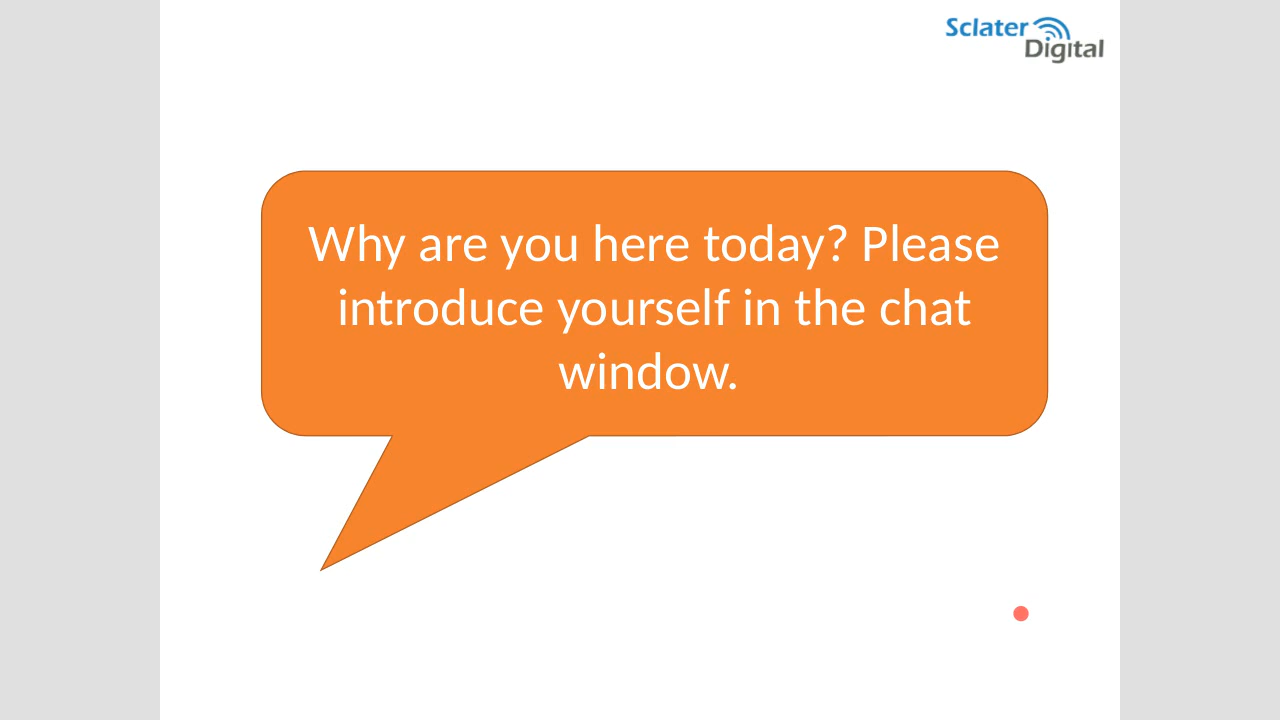 Sclater
Digital
Why are you here today? Please
introduce yourself in the chat
window.